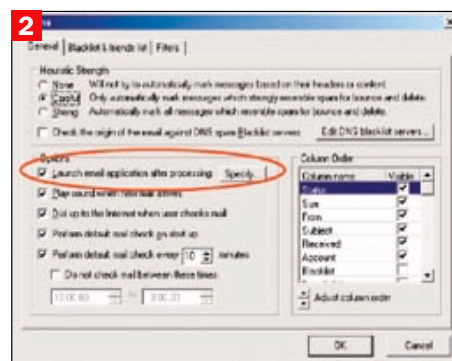 2
General | Blacklist & friends list | Filters
Heuristic Strength
None Will not try to automatically mark messages based on their headers or content.
Careful Only automatically mark messages which strongly resemble spam for bounce and delete.
Strong Automatically mark all messages which resemble spam for bounce and delete.
Check the origin of the email against DNS spam Blacklist servers Edit DNS blacklist servers...
Options
Launch email application after processing Specify...
Play sound when new mail arrives
Dial up to the Internet when user checks mail
Perform default mail check on start up
Perform default mail check every 10 minutes
Do not check mail between these times:
to
Column Order
Column name Visible
Status
Size
From
Subject
Received
Account
Blacklist
Adjust column order
OK Cancel